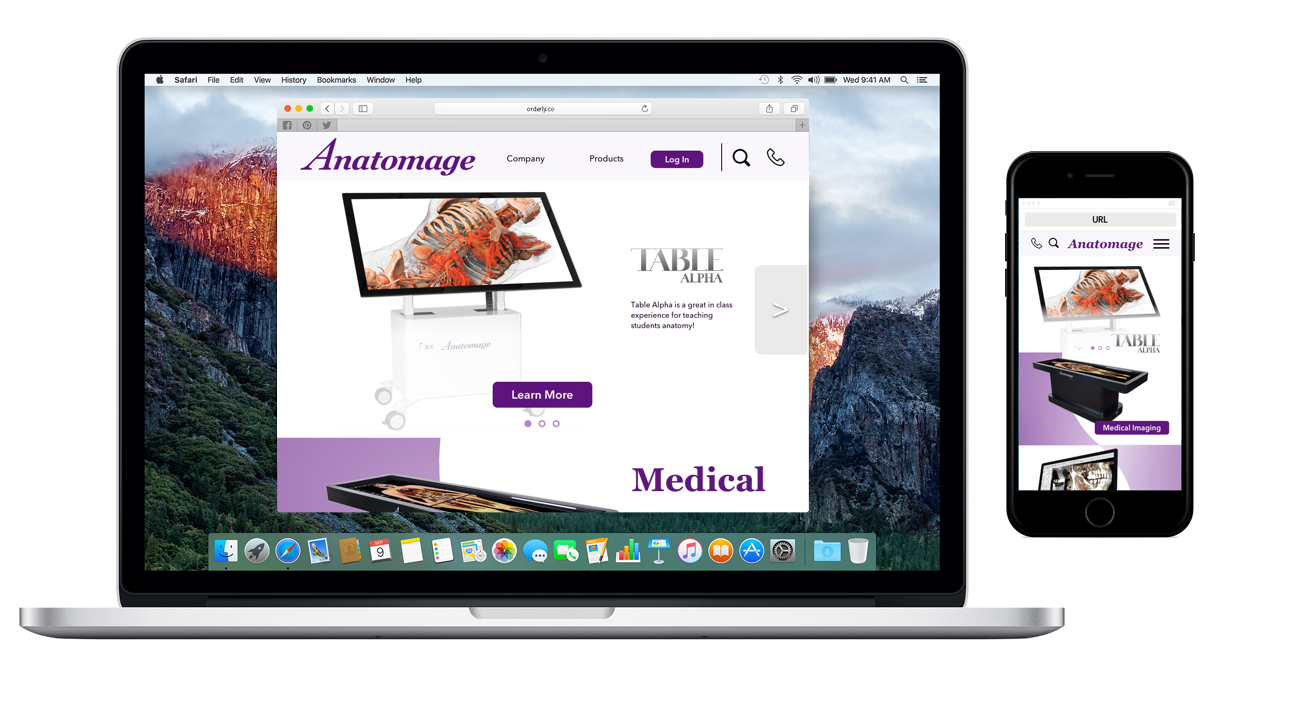 Safari File Edit View History Bookmarks Window Help Wed 9:41 AM
orderly.co
Anatomage Company Products Log In
TABLE
ALPHA
Table Alpha is a great in class
experience for teaching
students anatomy!
>
Anatomage
Learn More
Medical
SEP
9
URL
Anatomage
TABLE
ALPHA
Medical Imaging